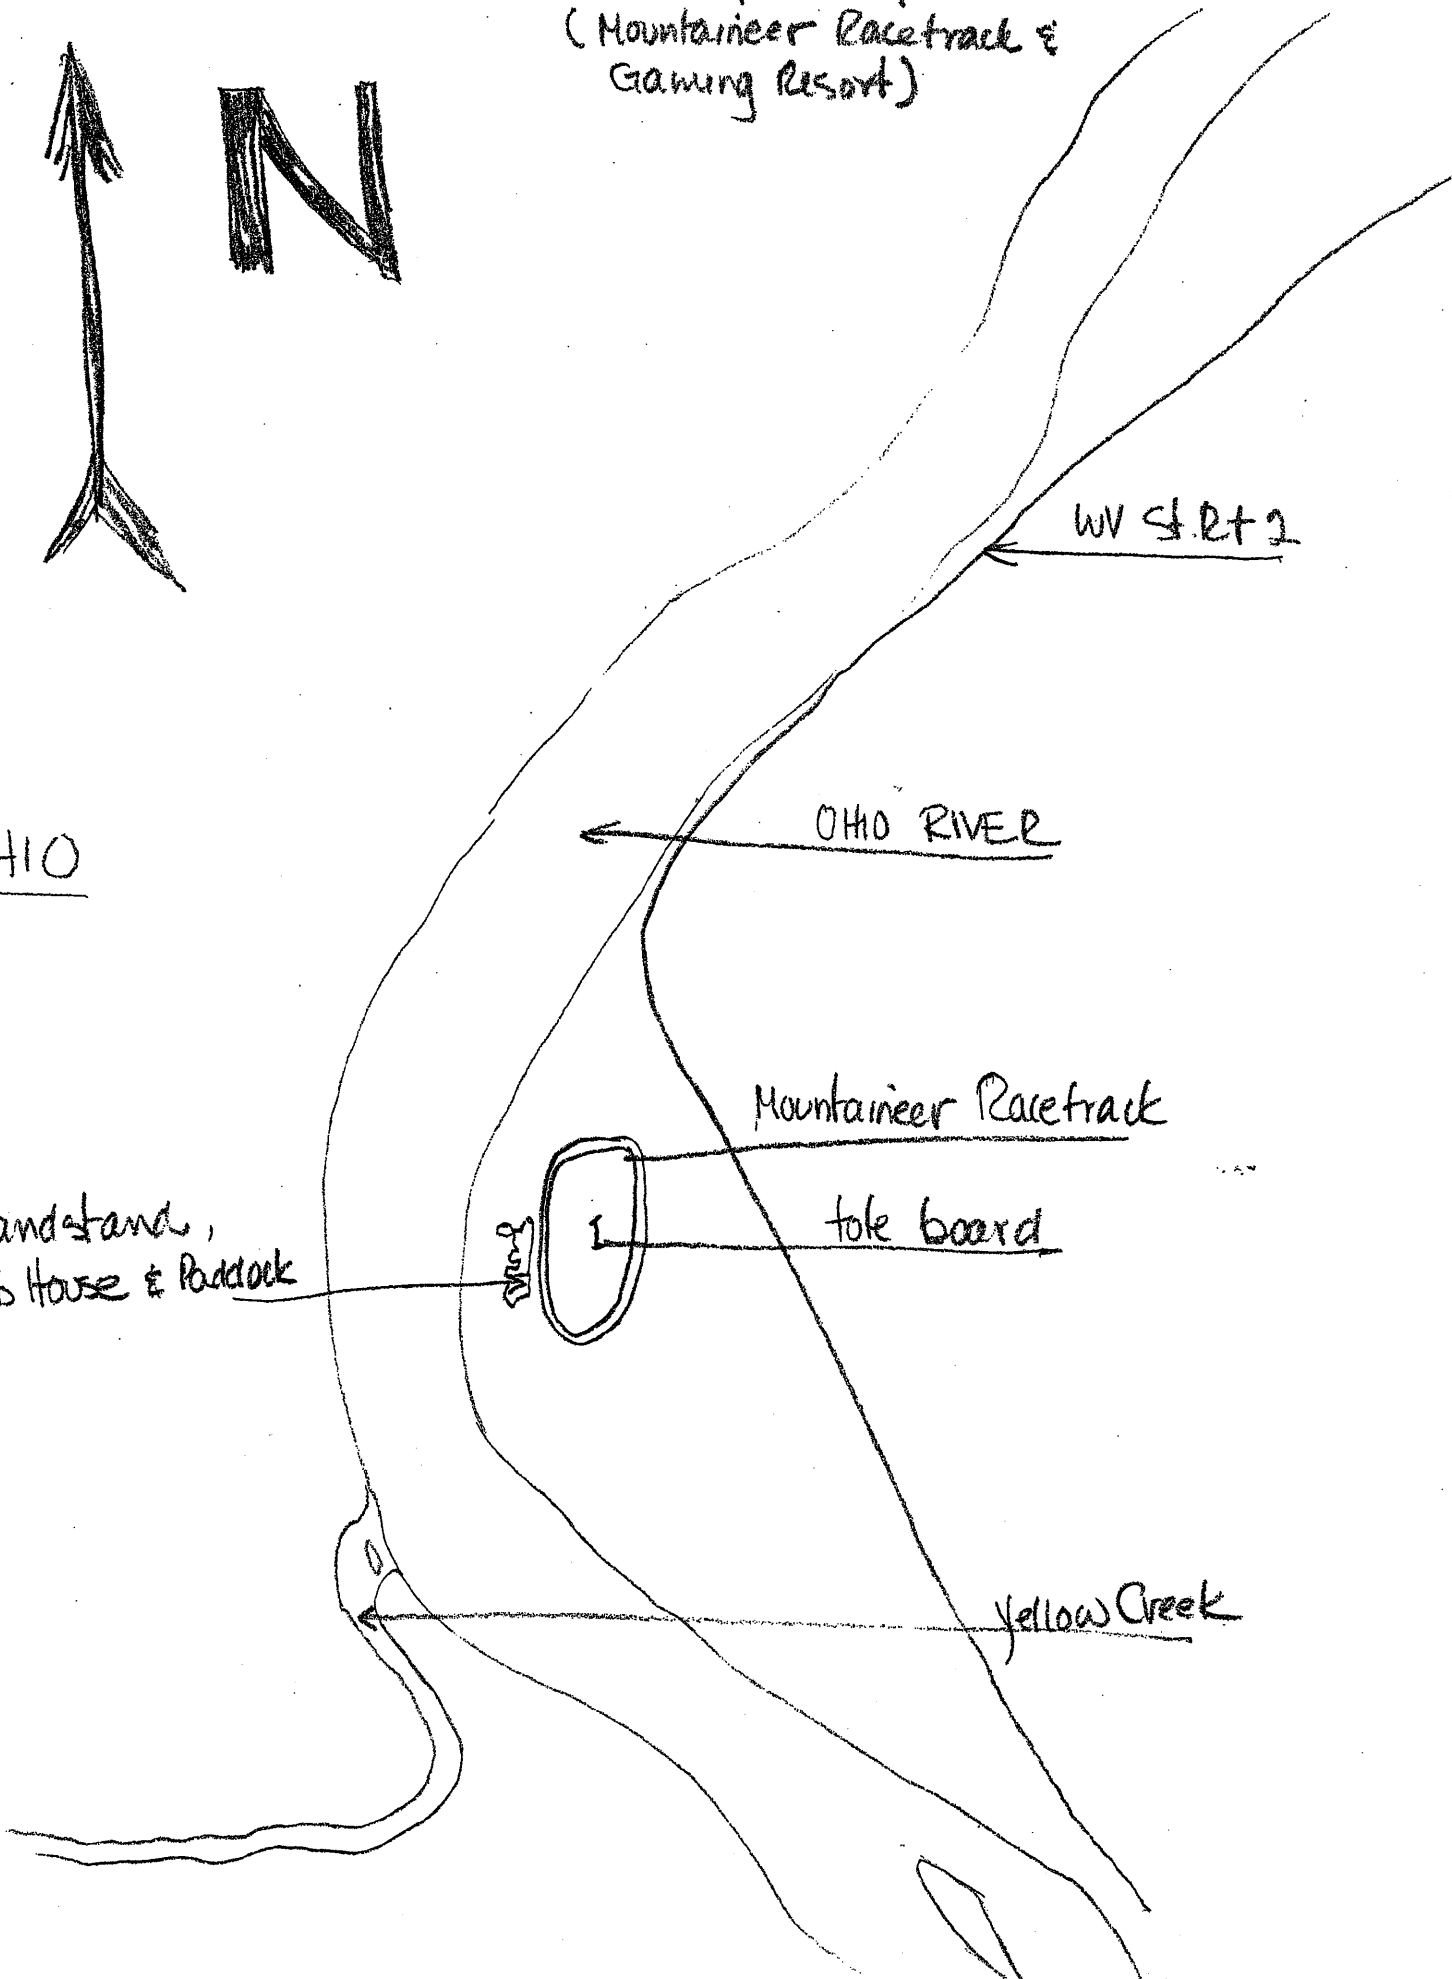 (Mountaineer Racetrack &
Gaming Resort)
N
WV St. Rt 2
OHIO RIVER
HIO
Mountaineer Racetrack
andstand,
tote board
s House & Paddock
Yellow Creek